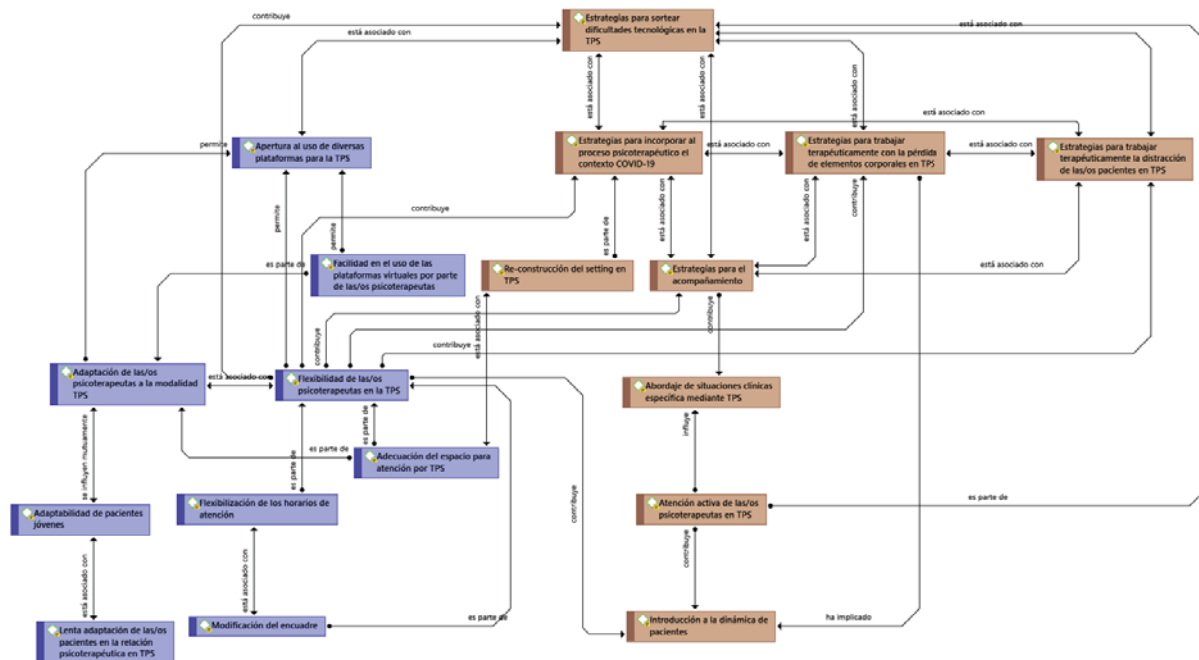 contribuye
Estrategias para sortear
dificultades tecnológicas en la
TPS
está asociado con
está asociado con
está asociado con
está asociado con
está asociado con
permite
Apertura al uso de diversas
plataformas para la TPS
Estrategias para incorporar al
proceso psicoterapéutico el
contexto COVID-19
está asociado con
Estrategias para trabajar
terapéuticamente con la pérdida
de elementos corporales en TPS
está asociado con
Estrategias para trabajar
terapéuticamente la distracción
de las/os pacientes en TPS
permite
permite
contribuye
es parte de
está asociado con
está asociado con
contribuye
es parte de
Facilidad en el uso de las
plataformas virtuales por parte
de las/os psicoterapeutas
Re-construcción del setting en
TPS
Estrategias para el
acompañamiento
está asociado con
contribuye
está asociado con
contribuye
contribuye
Adaptación de las/os
psicoterapeutas a la modalidad
TPS
está asociado con
Flexibilidad de las/os
psicoterapeutas en la TPS
Abordaje de situaciones clínicas
específica mediante TPS
es parte de
influye
se influyen mutuamente
es parte de
es parte de
Adecuación del espacio para
atención por TPS
Adaptabilidad de pacientes
jóvenes
Flexibilización de los horarios de
atención
contribuye
Atención activa de las/os
psicoterapeutas en TPS
es parte de
está asociado con
está asociado con
contribuye
Lenta adaptación de las/os
pacientes en la relación
psicoterapéutica en TPS
Modificación del encuadre
es parte de
Introducción a la dinámica de
pacientes
ha implicado